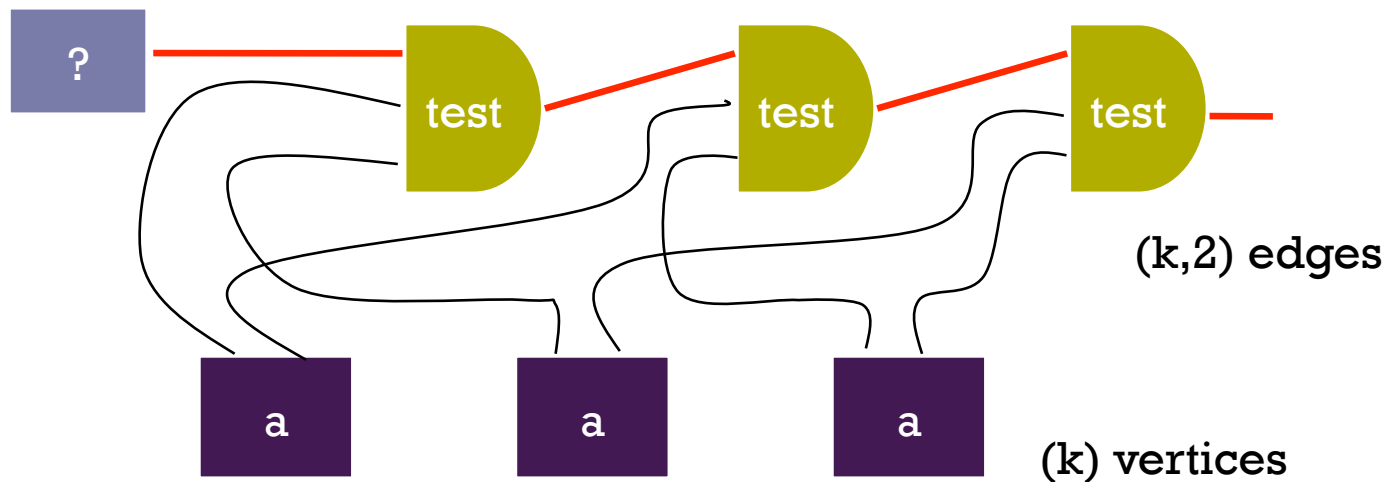 ?
test test test
(k,2) edges
a a a
(k) vertices